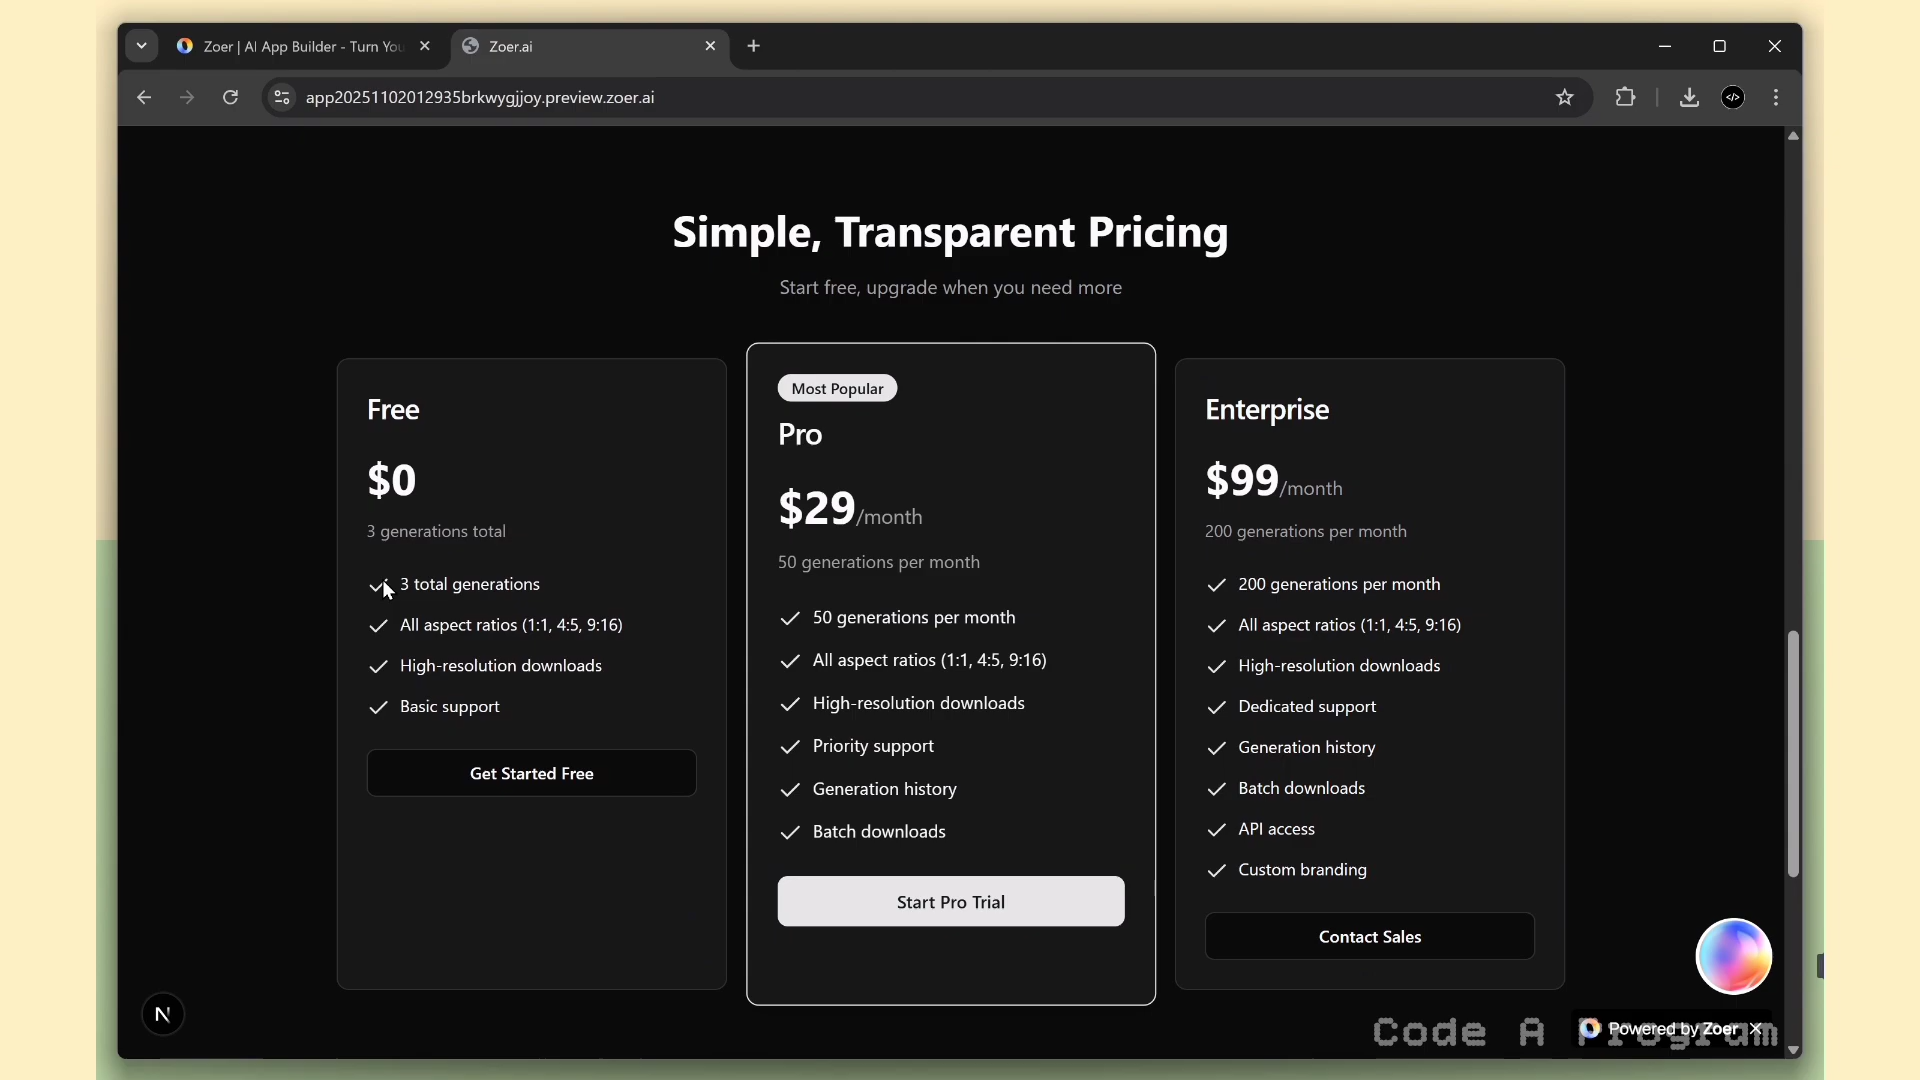 Zoer | AI App Builder - Turn You
Zoer.ai
app20251102012935brkwygjjoy.preview.zoer.ai
Simple, Transparent Pricing
Start free, upgrade when you need more
Free
$0
3 generations total
3 total generations
All aspect ratios (1:1, 4:5, 9:16)
High-resolution downloads
Basic support
Get Started Free
Most Popular
Pro
$29/month
50 generations per month
50 generations per month
All aspect ratios (1:1, 4:5, 9:16)
High-resolution downloads
Priority support
Generation history
Batch downloads
Start Pro Trial
Enterprise
$99/month
200 generations per month
200 generations per month
All aspect ratios (1:1, 4:5, 9:16)
High-resolution downloads
Dedicated support
Generation history
Batch downloads
API access
Custom branding
Contact Sales
N
Code A Program
Powered by Zoer